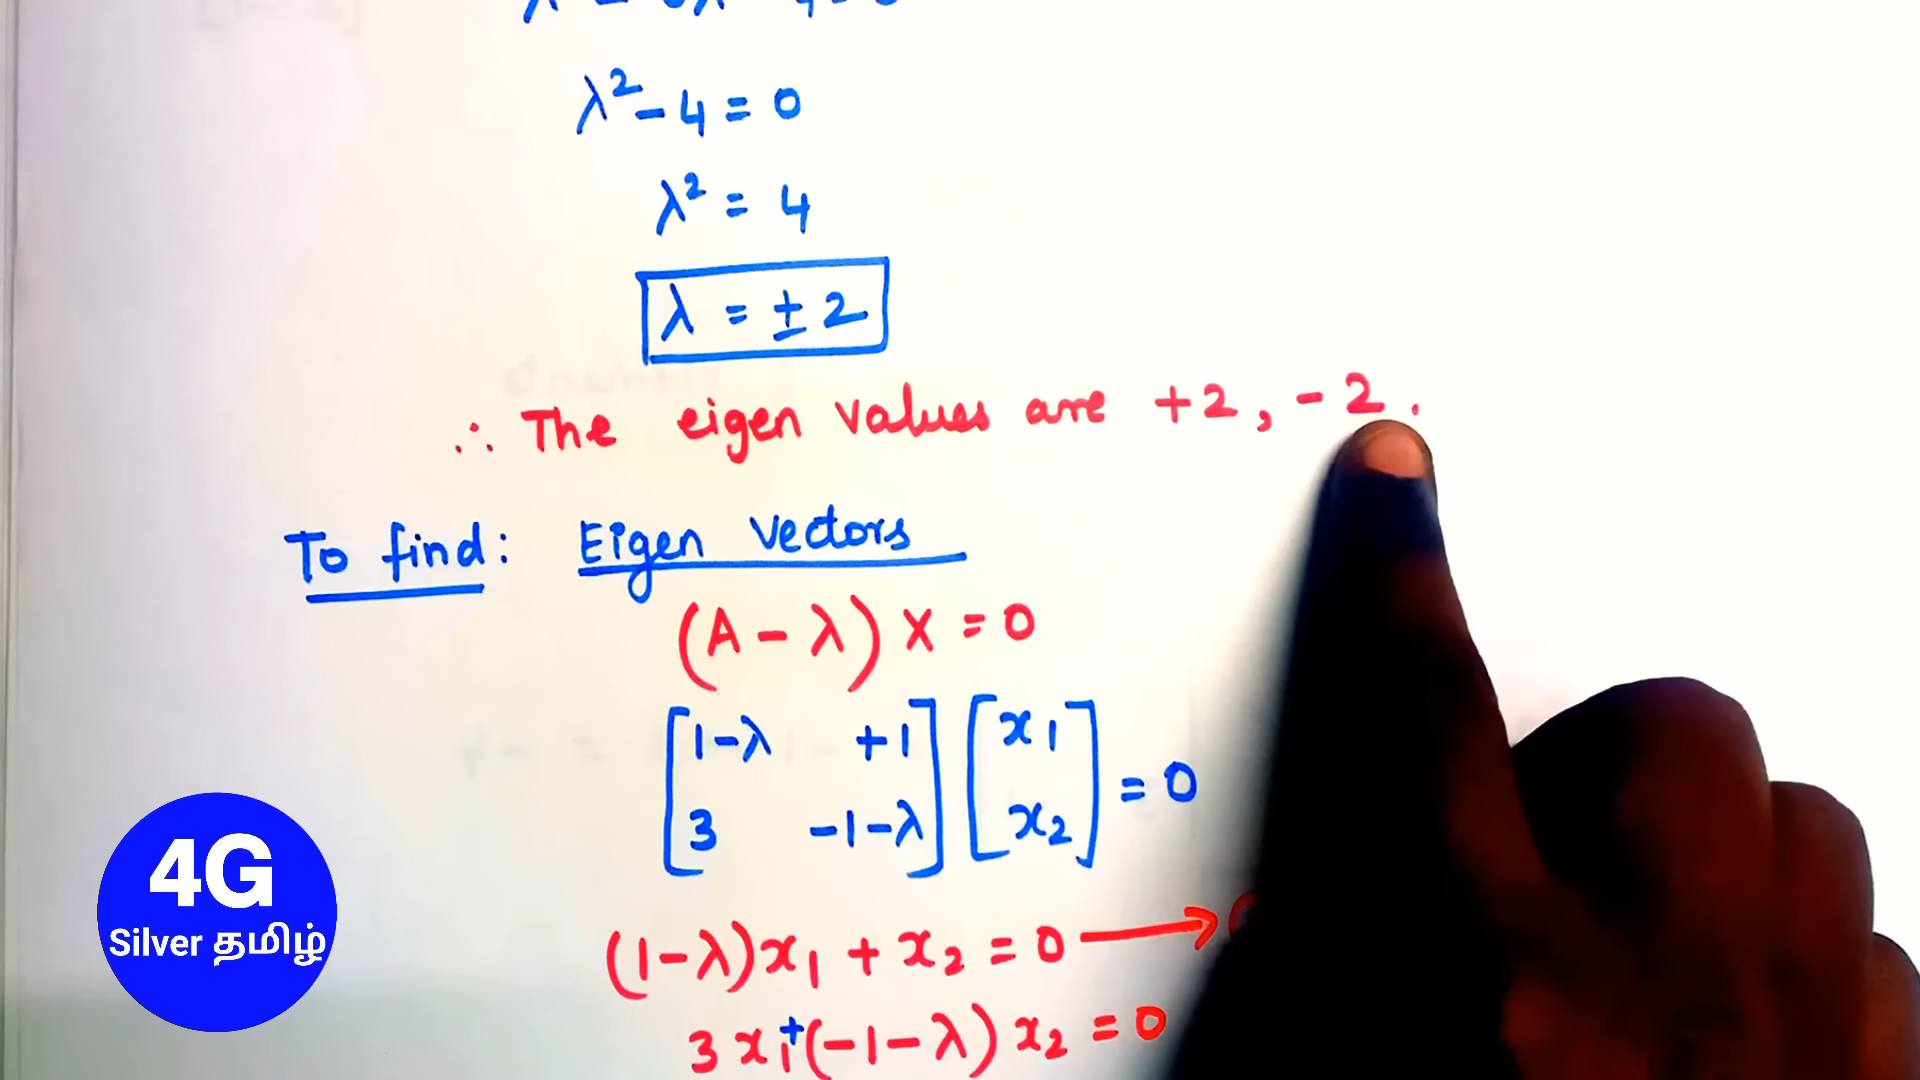 λ² - 4 = 0
λ² = 4
λ = ± 2
∴ The eigen values are +2, -2.
To find: Eigen Vectors
(A - λ) X = 0
[1-λ +1] [x1]
[3 -1-λ] [x2] = 0
(1-λ)x₁ + x₂ = 0 →
3x₁ + (-1-λ) x₂ = 0
4G
Silver தமிழ்